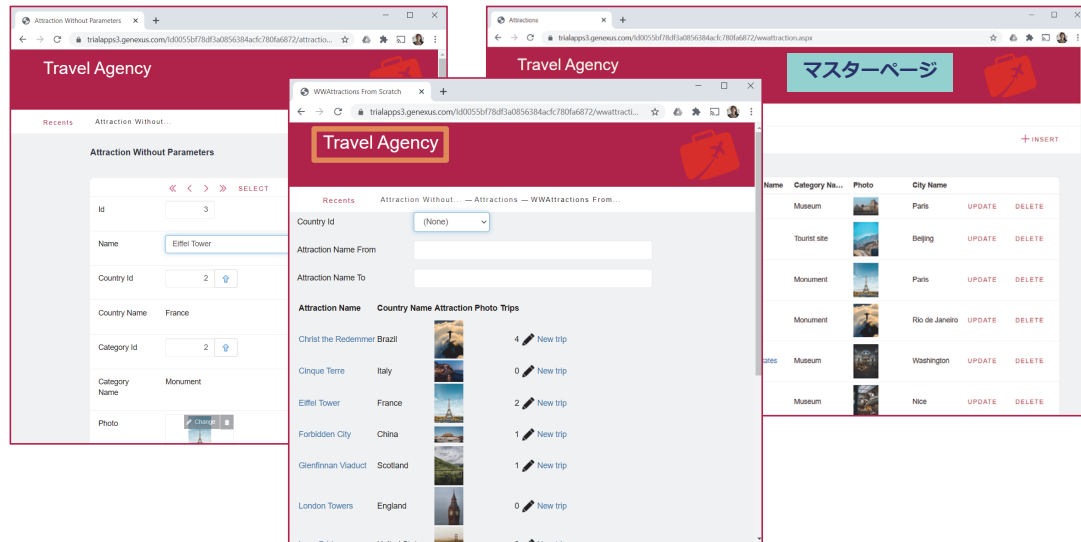 Attraction Without Parameters
trialapps3.genexus.com/Id0055bf78df3a0856384acfc780fa6872/attractio...
Travel Agency
Recents Attraction Without...
Attraction Without Parameters
SELECT
Id 3
Name Eiffel Tower
Country Id 2
Country Name France
Category Id 2
Category Name Monument
Photo Change
WWAttractions From Scratch
trialapps3.genexus.com/Id0055bf78df3a0856384acfc780fa6872/wwattracti...
Travel Agency
Recents Attraction Without... — Attractions — WWAttractions From...
Country Id (None)
Attraction Name From
Attraction Name To
Attraction Name Country Name Attraction Photo Trips
Christ the Redemmer Brazil 4 New trip
Cinque Terre Italy 0 New trip
Eiffel Tower France 2 New trip
Forbidden City China 1 New trip
Glenfinnan Viaduct Scotland 1 New trip
London Towers England 0 New trip
Attractions
trialapps3.genexus.com/Id0055bf78df3a0856384acfc780fa6872/wwattraction.aspx
Travel Agency
マスターページ
INSERT
Name Category Na... Photo City Name
Museum Paris UPDATE DELETE
Tourist site Beijing UPDATE DELETE
Monument Paris UPDATE DELETE
Monument Rio de Janeiro UPDATE DELETE
Museum Washington UPDATE DELETE
Museum Nice UPDATE DELETE